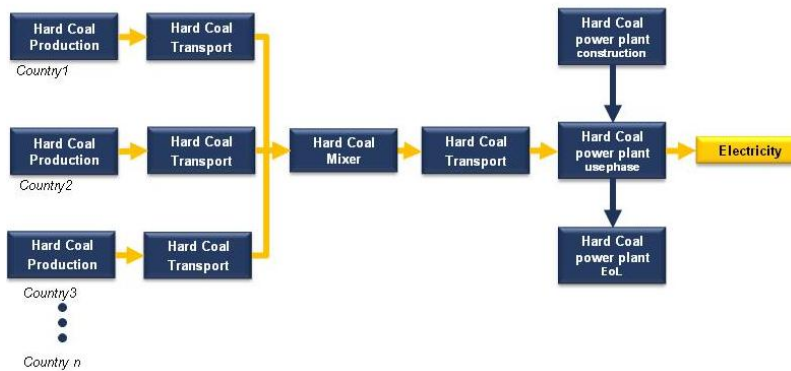 Hard Coal
Production
Country1
Hard Coal
Transport
Hard Coal
Production
Country2
Hard Coal
Transport
Hard Coal
Production
Country3
Country n
Hard Coal
Transport
Hard Coal
Mixer
Hard Coal
Transport
Hard Coal
power plant
construction
Hard Coal
power plant
usephase
Hard Coal
power plant
EoL
Electricity